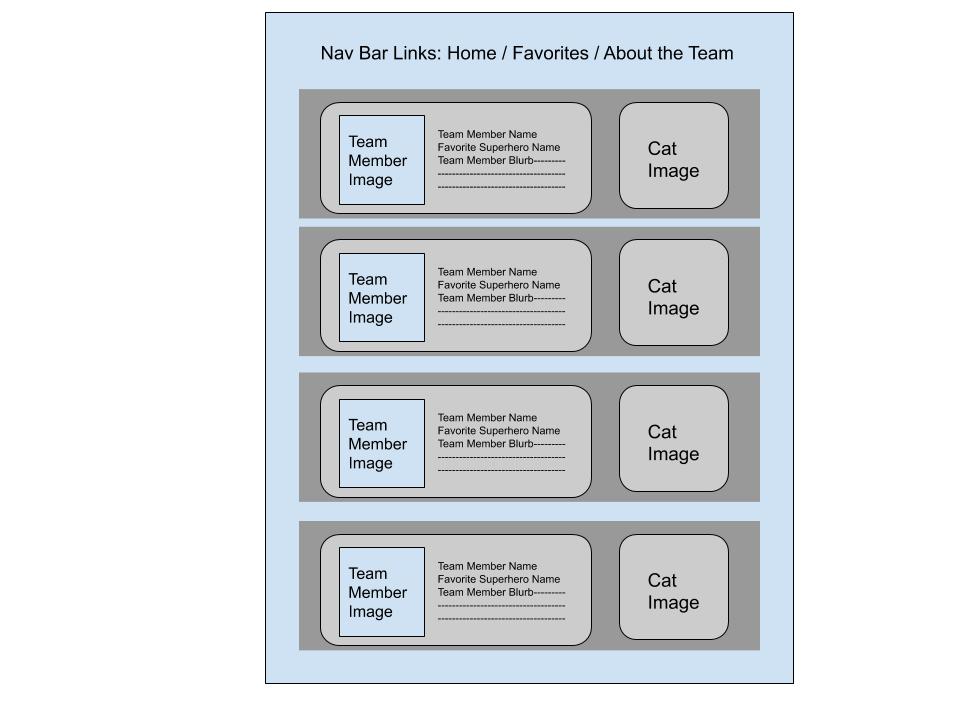 Nav Bar Links: Home / Favorites / About the Team
Team
Member
Image
Team Member Name
Favorite Superhero Name
Team Member Blurb---------
------------------------------------
------------------------------------
Cat
Image
Team
Member
Image
Team Member Name
Favorite Superhero Name
Team Member Blurb---------
------------------------------------
------------------------------------
Cat
Image
Team
Member
Image
Team Member Name
Favorite Superhero Name
Team Member Blurb---------
------------------------------------
------------------------------------
Cat
Image
Team
Member
Image
Team Member Name
Favorite Superhero Name
Team Member Blurb---------
------------------------------------
------------------------------------
Cat
Image